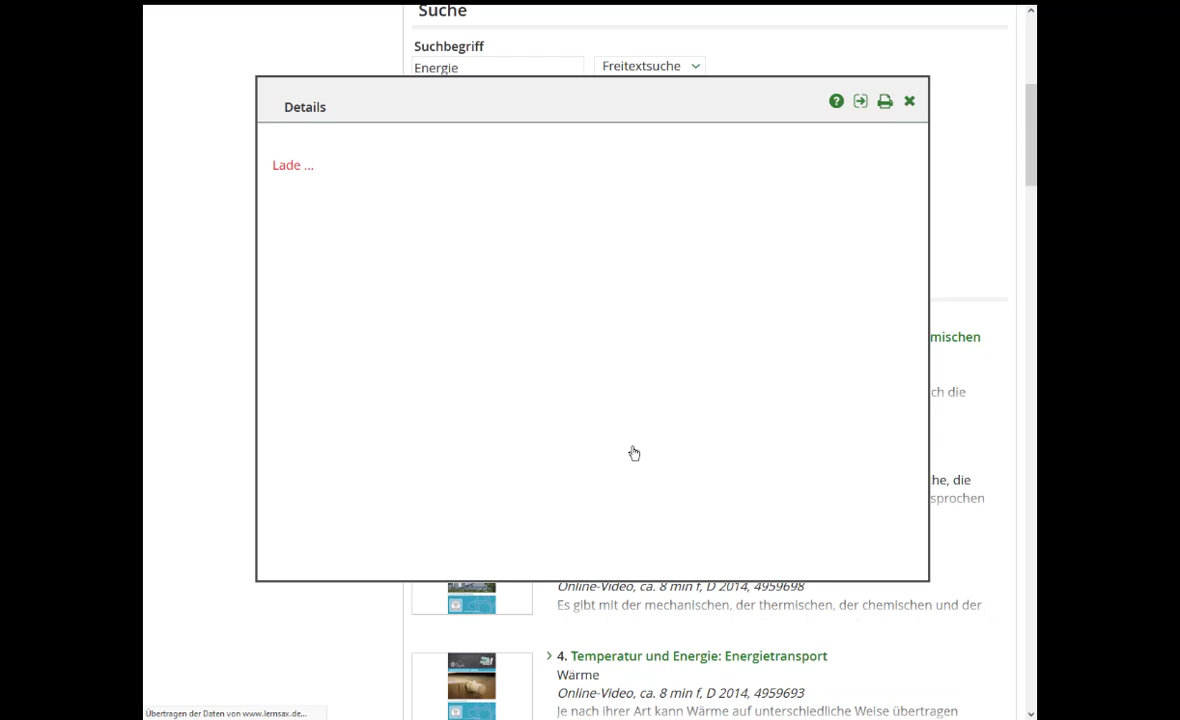 Suche
Suchbegriff
Energie
Freitextsuche
Details
Lade ...
mischen
ch die
he, die
sprochen
Online-Video, ca. 8 min f, D 2014, 4959698
Es gibt mit der mechanischen, der thermischen, der chemischen und der
4. Temperatur und Energie: Energietransport
Wärme
Online-Video, ca. 8 min f, D 2014, 4959693
Je nach ihrer Art kann Wärme auf unterschiedliche Weise übertragen
Übertragen der Daten von www.lernsax.de...